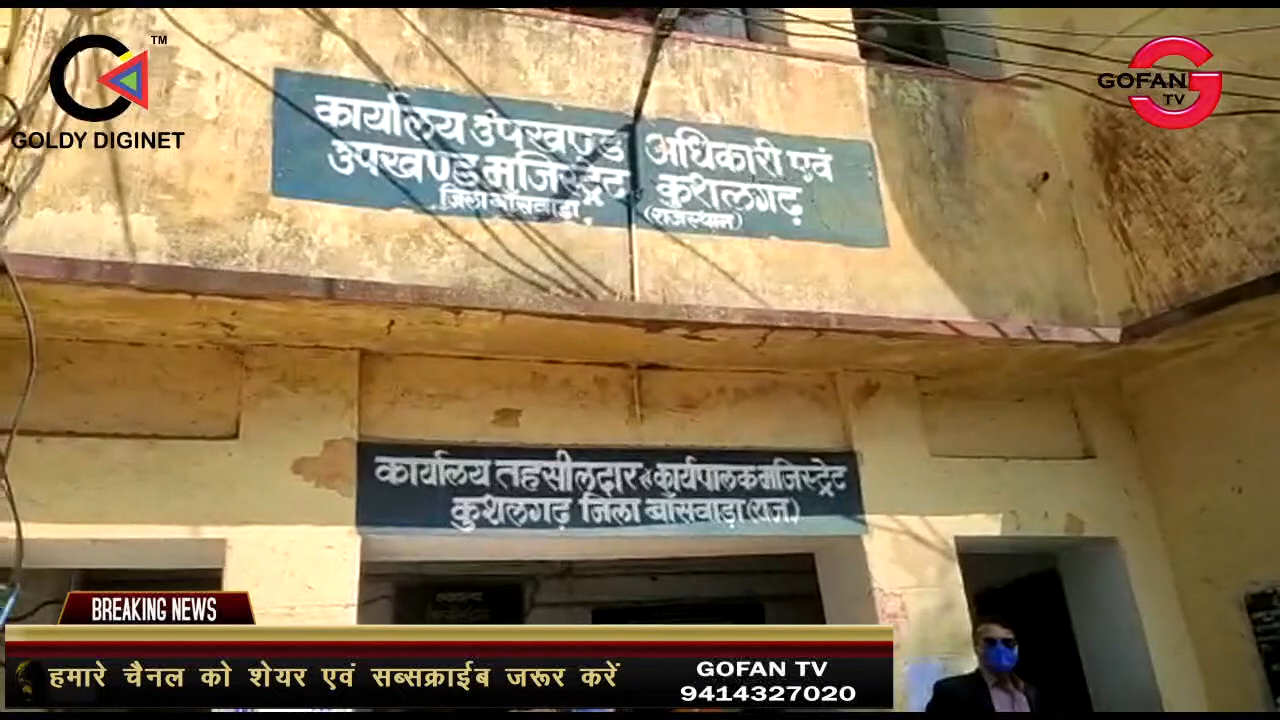 TM
GOLDY DIGINET
GOFAN
TV
कार्यालय उपखण्ड अधिकारी एवं
उपखण्ड मजिस्ट्रेट कुशलगढ़
जिला बाँसवाड़ा (राजस्थान)
कार्यालय तहसीलदार एवं कार्यपालक मजिस्ट्रेट
कुशलगढ़ जिला बाँसवाड़ा (राज.)
BREAKING NEWS
हमारे चैनल को शेयर एवं सब्सक्राईब जरूर करें
GOFAN TV
9414327020